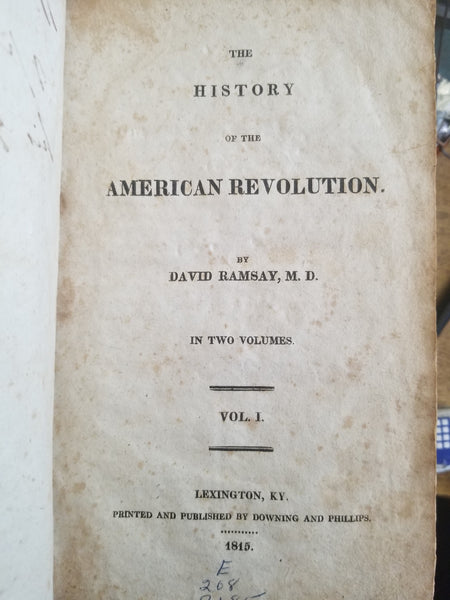 THE
HISTORY
OF THE
AMERICAN REVOLUTION.
BY
DAVID RAMSAY, M. D.
IN TWO VOLUMES.
VOL. I.
LEXINGTON, KY.
PRINTED AND PUBLISHED BY DOWNING AND PHILLIPS.
1815.
E
208